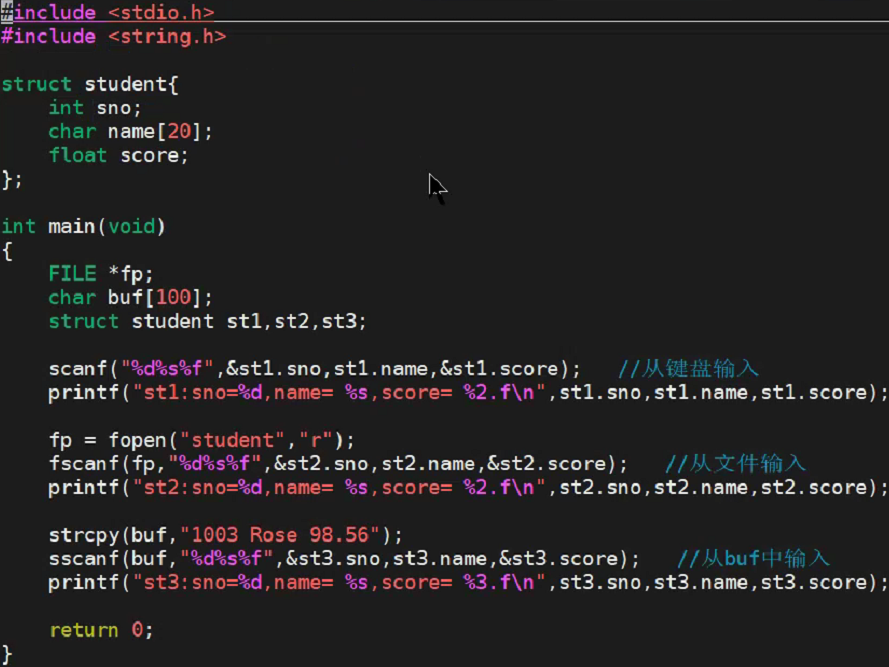 #include <stdio.h>
#include <string.h>
struct student{
    int sno;
    char name[20];
    float score;
};
int main(void)
{
    FILE *fp;
    char buf[100];
    struct student st1,st2,st3;
    scanf("%d%s%f",&st1.sno,st1.name,&st1.score);   //从键盘输入
    printf("st1:sno=%d,name= %s,score= %2.f\n",st1.sno,st1.name,st1.score);
    fp = fopen("student","r");
    fscanf(fp,"%d%s%f",&st2.sno,st2.name,&st2.score);   //从文件输入
    printf("st2:sno=%d,name= %s,score= %2.f\n",st2.sno,st2.name,st2.score);
    strcpy(buf,"1003 Rose 98.56");
    sscanf(buf,"%d%s%f",&st3.sno,st3.name,&st3.score);   //从buf中输入
    printf("st3:sno=%d,name= %s,score= %3.f\n",st3.sno,st3.name,st3.score);
    return 0;
}